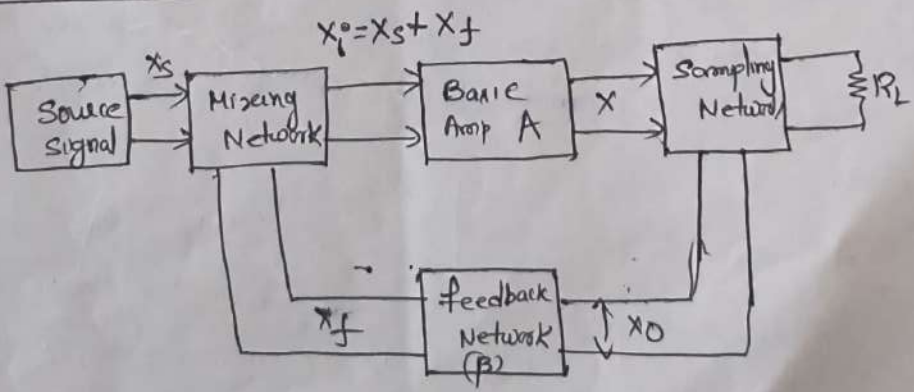 Xi=Xs+Xf
Xs
Source
Signal
Mixing
Network
Basic
Amp A
X
Sampling
Network
RL
Xf
feedback
Network
(β)
XO